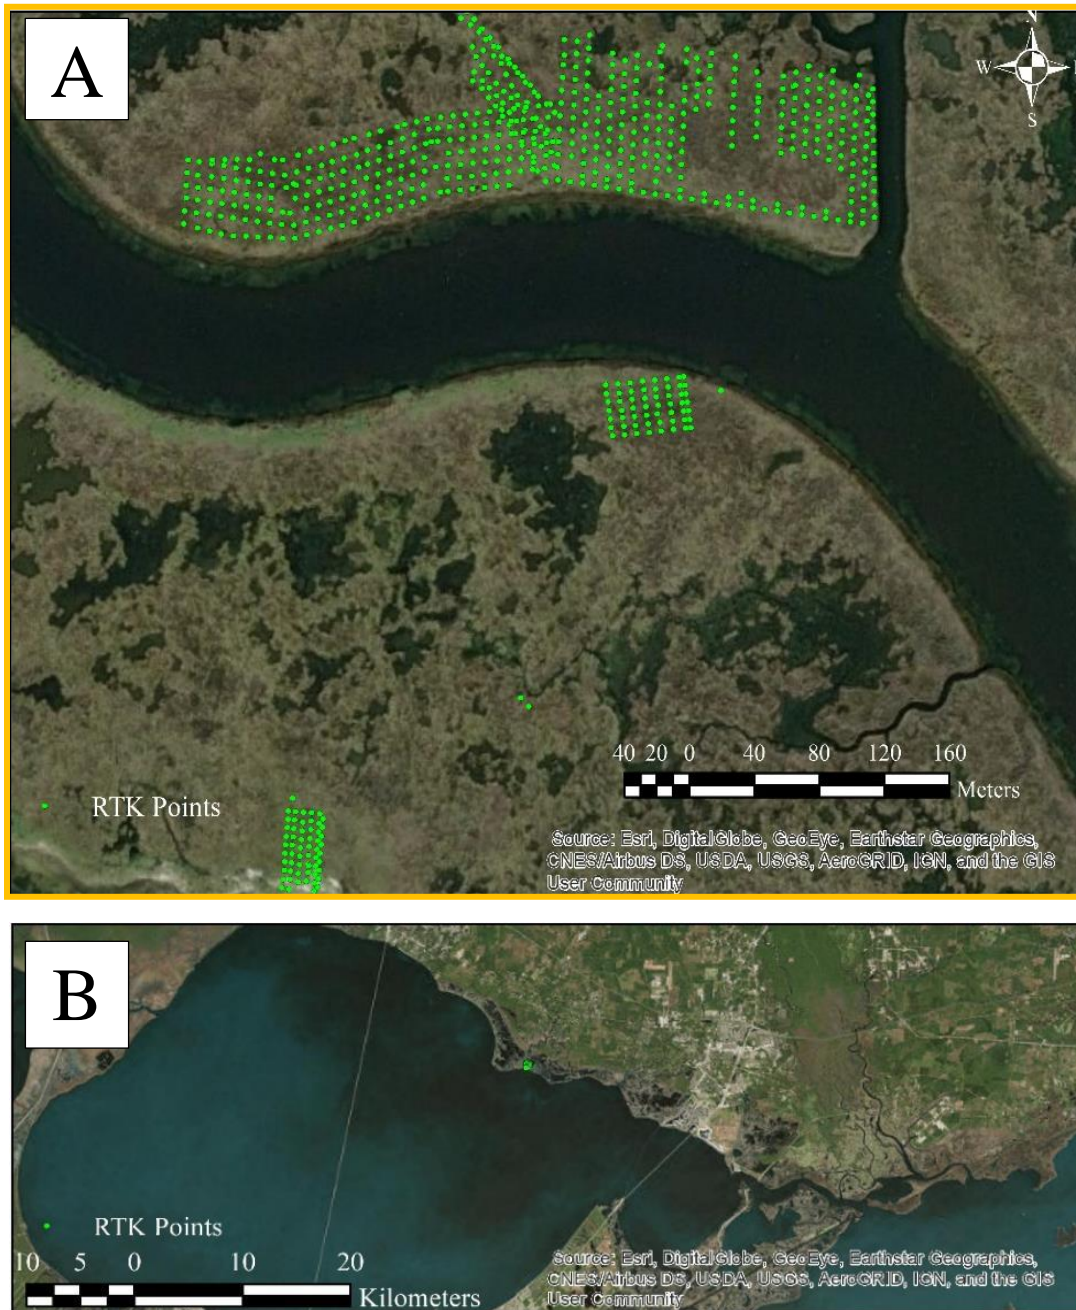 A
N
W
S
40 20 0 40 80 120 160
Meters
RTK Points
Source: Esri, DigitalGlobe, GeoEye, Earthstar Geographics,
CNES/Airbus DS, USDA, USGS, AeroGRID, IGN, and the GIS
User Community
B
RTK Points
10 5 0 10 20
Kilometers
Source: Esri, DigitalGlobe, GeoEye, Earthstar Geographics,
CNES/Airbus DS, USDA, USGS, AeroGRID, IGN, and the GIS
User Community